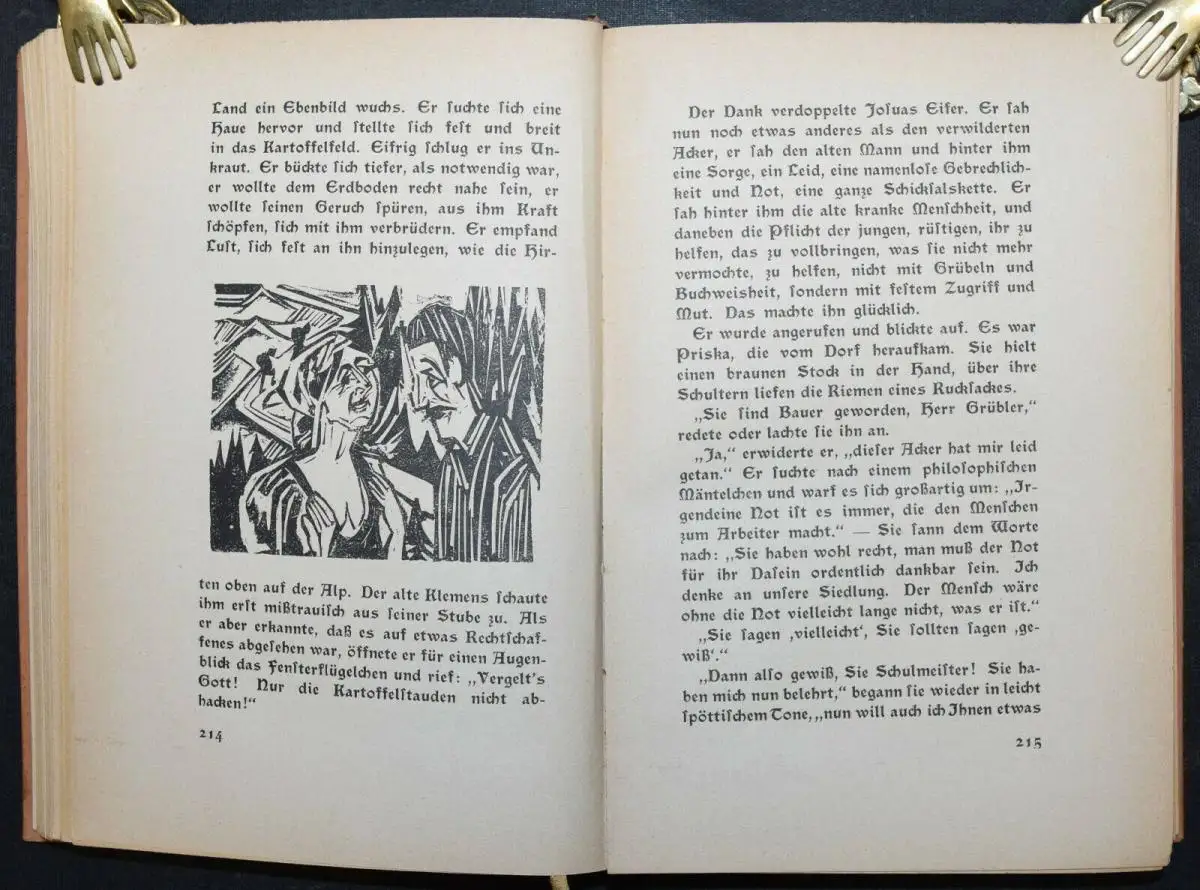 Land ein Ebenbild wuchs. Er ſuchte ſich eine
Haue hervor und ſtellte ſich feſt und breit
in das Kartoffelfeld. Eifrig ſchlug er ins Un-
kraut. Er bückte ſich tiefer, als notwendig war,
er wollte dem Erdboden recht nahe ſein, er
wollte ſeinen Geruch ſpüren, aus ihm Kraft
ſchöpfen, ſich mit ihm verbrüdern. Er empfand
Luſt, ſich feſt an ihn hinzulegen, wie die Hir-
ten oben auf der Alp. Der alte Klemens ſchaute
ihm erſt mißtrauiſch aus ſeiner Stube zu. Als
er aber erkannte, daß es auf etwas Rechtſchaf-
fenes abgeſehen war, öffnete er für einen Augen-
blick das Fenſterflügelchen und rief: „Vergelt's
Gott! Nur die Kartoffelſtauden nicht ab-
hacken!“
214
Der Dank verdoppelte Joſuas Eifer. Er ſah
nun noch etwas anderes als den verwilderten
Acker, er ſah den alten Mann und hinter ihm
eine Sorge, ein Leid, eine namenloſe Gebrechlich-
keit und Not, eine ganze Schickſalskette. Er
ſah hinter ihm die alte kranke Menſchheit, und
daneben die Pflicht der jungen, rüſtigen, ihr zu
helfen, das zu vollbringen, was ſie nicht mehr
vermochte, zu helfen, nicht mit Grübeln und
Buchweisheit, ſondern mit feſtem Zugriff und
Mut. Das machte ihn glücklich.
Er wurde angerufen und blickte auf. Es war
Priska, die vom Dorf heraufkam. Sie hielt
einen braunen Stock in der Hand, über ihre
Schultern liefen die Riemen eines Ruckſackes.
„Sie ſind Bauer geworden, Herr Grübler,“
redete oder lachte ſie ihn an.
„Ja,“ erwiderte er, „dieſer Acker hat mir leid
getan.“ Er ſuchte nach einem philoſophiſchen
Mäntelchen und warf es ſich großartig um: „Ir-
gendeine Not iſt es immer, die den Menſchen
zum Arbeiter macht.“ — Sie ſann dem Worte
nach: „Sie haben wohl recht, man muß der Not
für ihr Daſein ordentlich dankbar ſein. Ich
denke an unſere Siedlung. Der Menſch wäre
ohne die Not vielleicht lange nicht, was er iſt.“
„Sie ſagen ‚vielleicht‘, Sie ſollten ſagen ‚ge-
wiß‘.“
„Dann alſo gewiß, Sie Schulmeiſter! Sie ha-
ben mich nun belehrt,“ begann ſie wieder in leicht
ſpöttiſchem Tone, „nun will auch ich Ihnen etwas
215